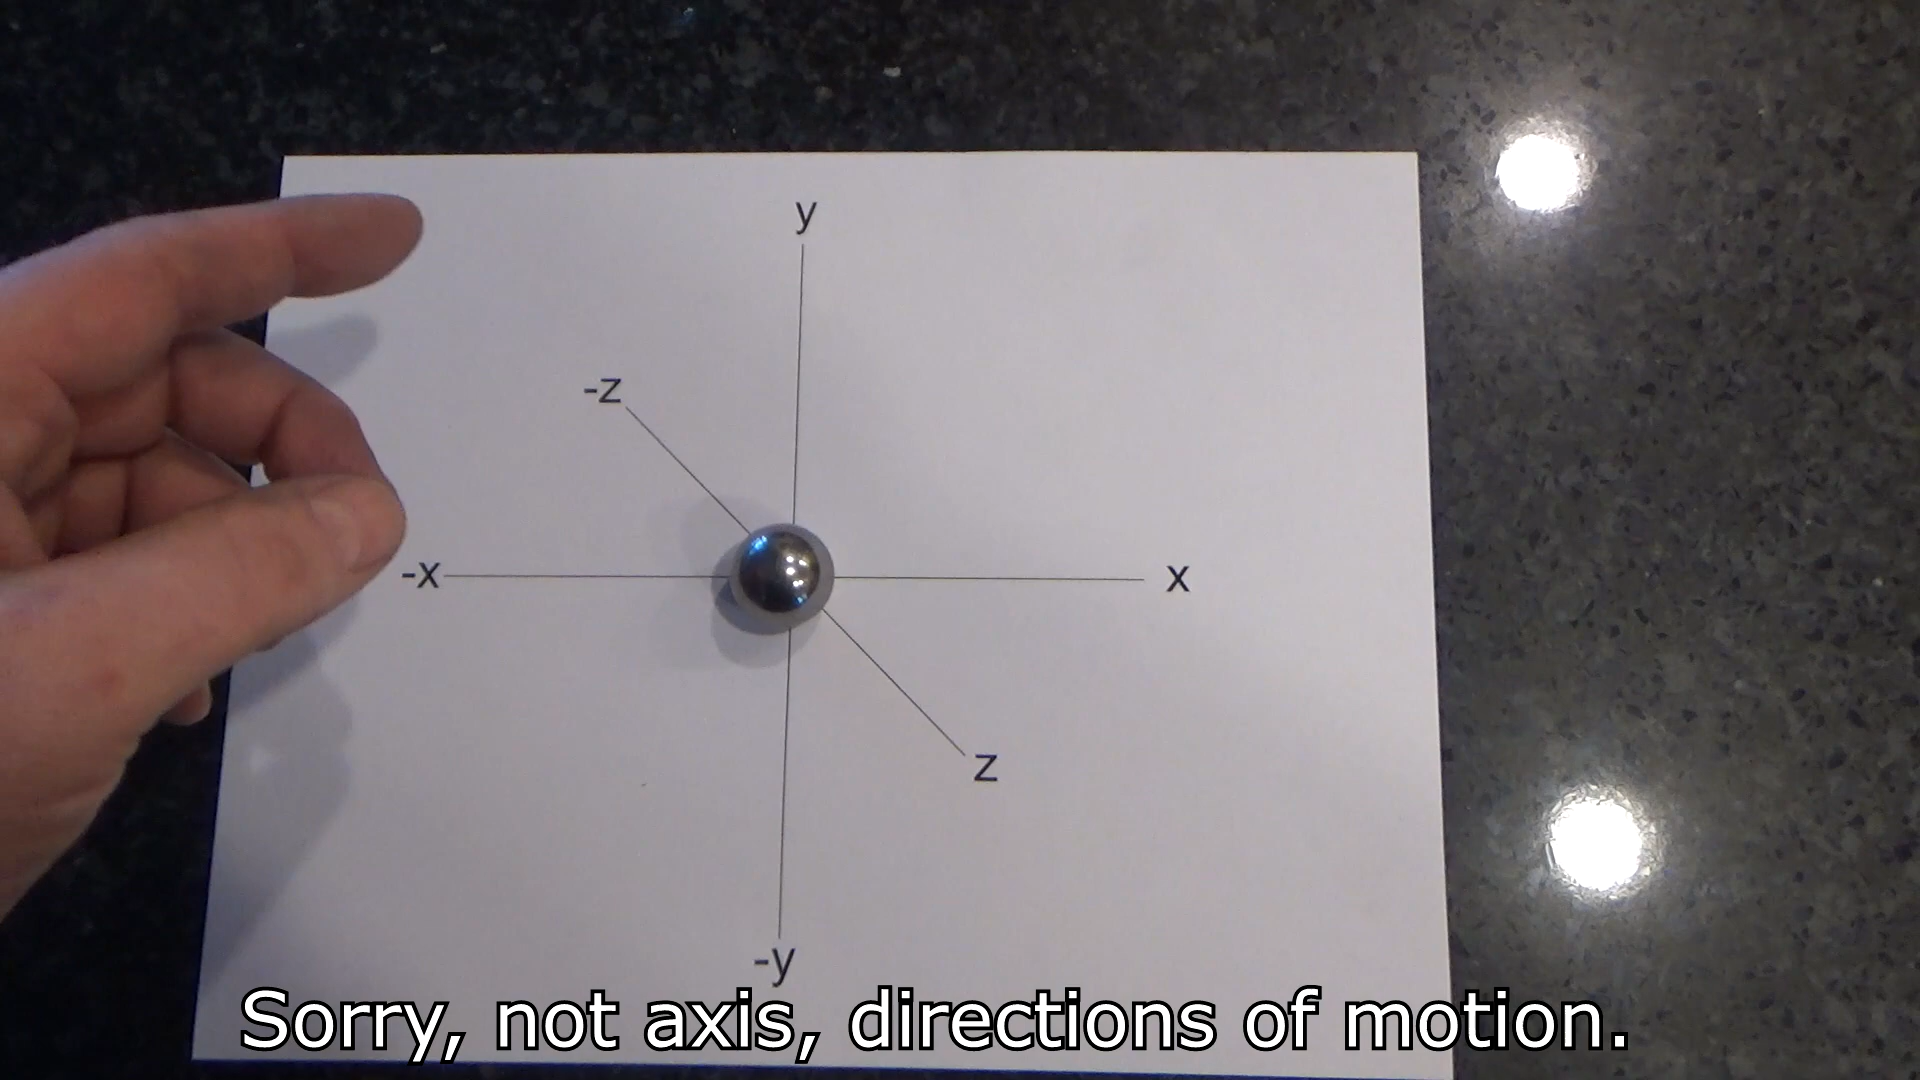 y
-z
-x
x
z
-y
Sorry, not axis, directions of motion.